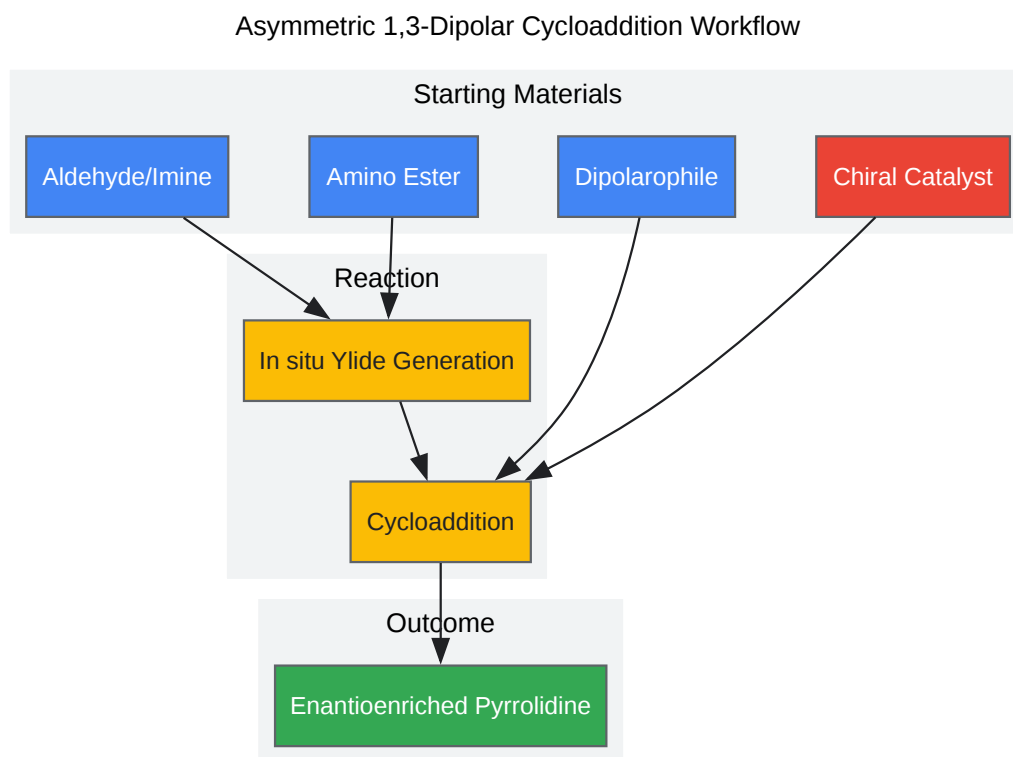 Asymmetric 1,3-Dipolar Cycloaddition Workflow
Starting Materials
Aldehyde/Imine
Amino Ester
Dipolarophile
Chiral Catalyst
Reaction
In situ Ylide Generation
Cycloaddition
Outcome
Enantioenriched Pyrrolidine